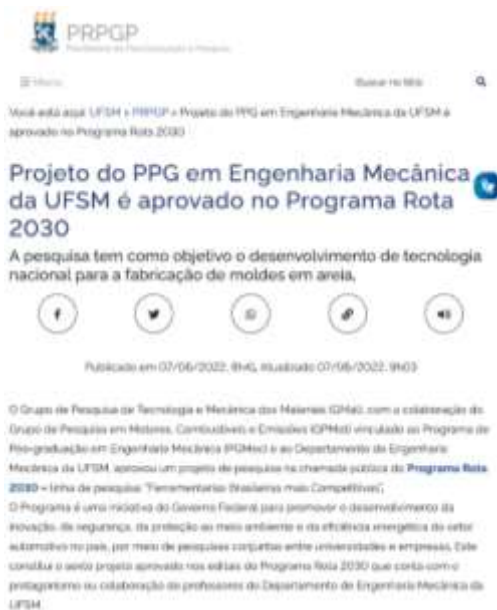 PRPGP
Menu
Buscar no site
Você está aqui: UFSM > PRPGP > Projeto do PPG em Engenharia Mecânica da UFSM é
aprovado no Programa Rota 2030
Projeto do PPG em Engenharia Mecânica
da UFSM é aprovado no Programa Rota
2030
A pesquisa tem como objetivo o desenvolvimento de tecnologia
nacional para a fabricação de moldes em areia,
Publicado em 07/06/2022, atualizado 07/06/2022, 9h03
O Grupo de Pesquisa de Tecnologia e Mecânica dos Materiais (GMat), com a colaboração do
Grupo de Pesquisa em Motores, Combustíveis e Emissões (GPMot) vinculado ao Programa de
Pós-graduação em Engenharia Mecânica (PGMec) e ao Departamento de Engenharia
Mecânica da UFSM, aprovou um projeto de pesquisa na chamada pública do Programa Rota
2030 – linha de pesquisa "Ferramentarias Brasileiras mais Competitivas".
O Programa é uma iniciativa do Governo Federal para promover o desenvolvimento da
inovação, da segurança, da proteção ao meio ambiente e da eficiência energética do setor
automotivo no país, por meio de pesquisas conjuntas entre universidades e empresas. Este
constitui o sexto projeto aprovado nos editais do Programa Rota 2030 que conta com o
protagonismo ou colaboração de professores do Departamento de Engenharia Mecânica da
UFSM.